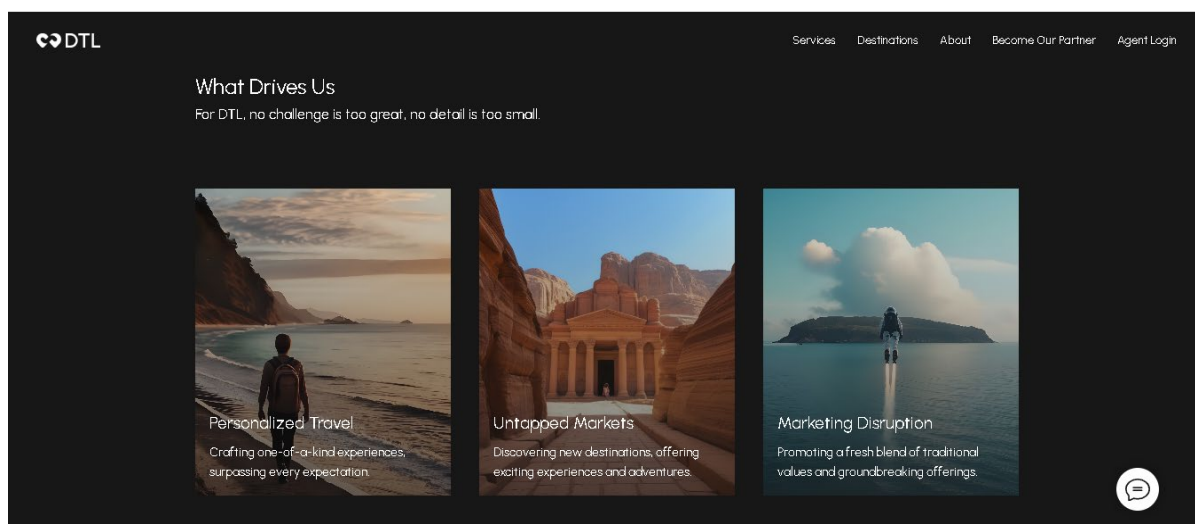 DTL
Services Destinations About Become Our Partner Agent Login
What Drives Us
For DTL, no challenge is too great, no detail is too small.
Personalized Travel
Crafting one-of-a-kind experiences,
surpassing every expectation.
Untapped Markets
Discovering new destinations, offering
exciting experiences and adventures.
Marketing Disruption
Promoting a fresh blend of traditional
values and groundbreaking offerings.